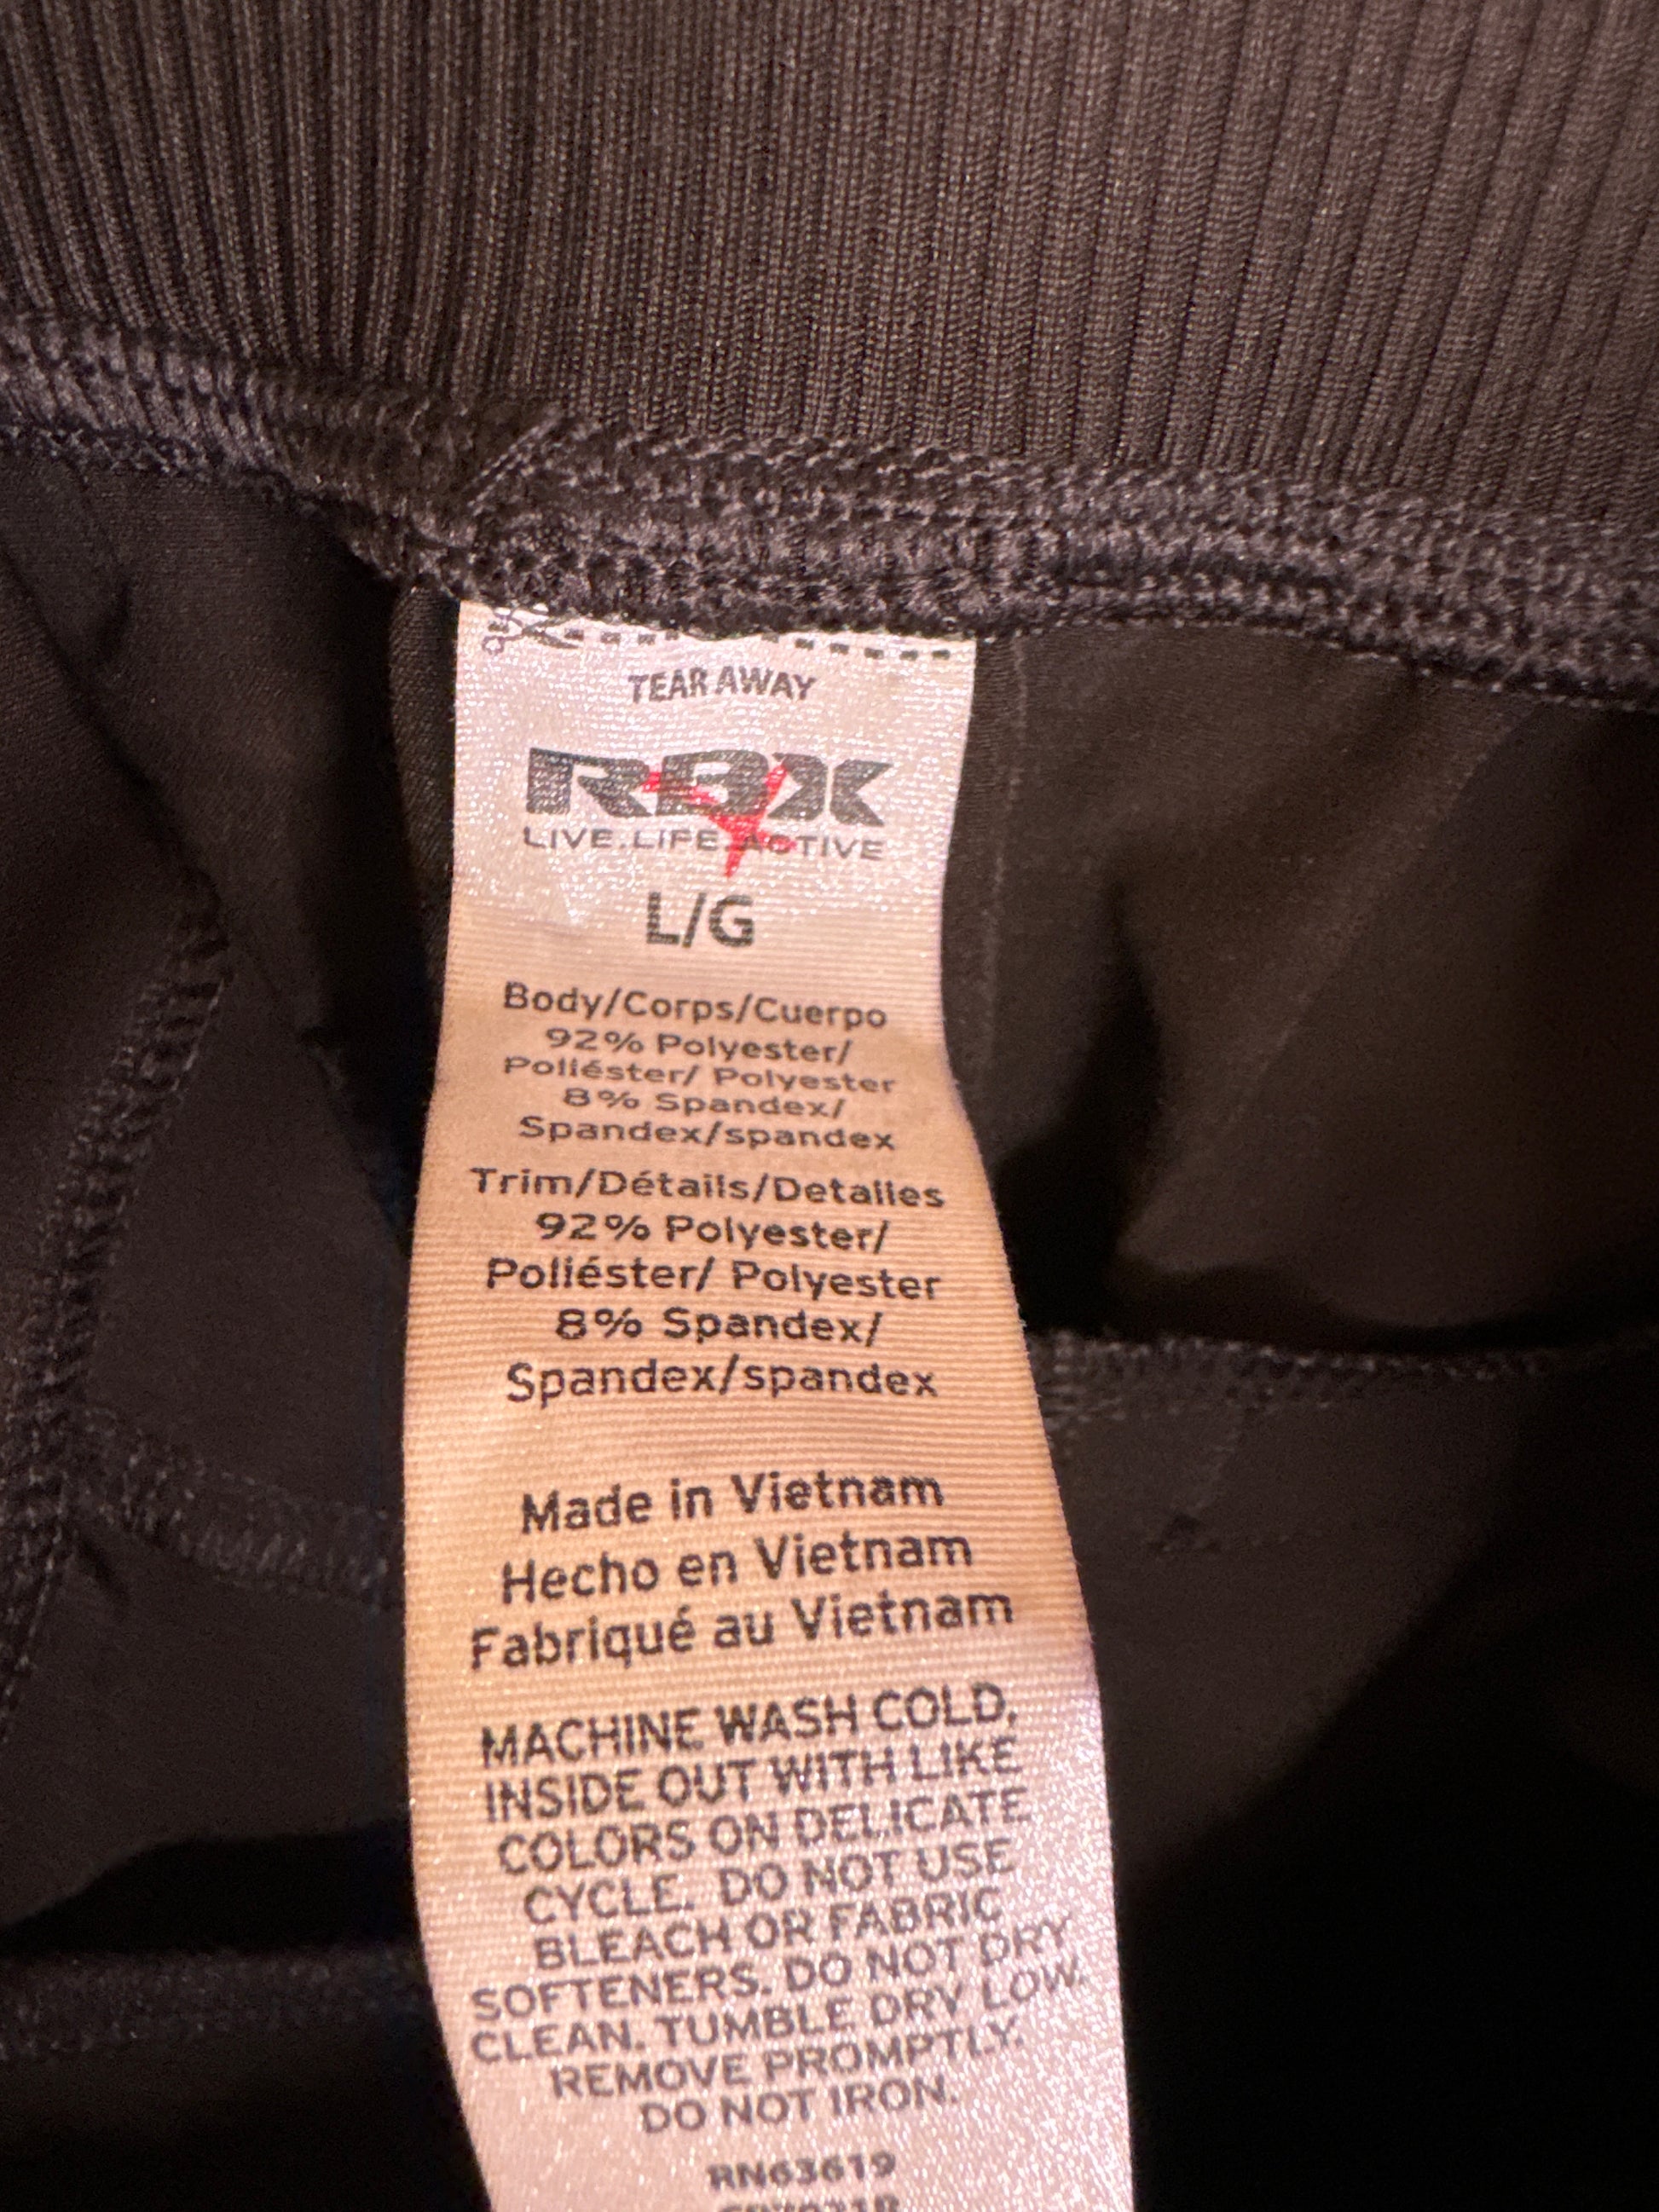 TEAR AWAY
RBX
LIVE.LIFE.ACTIVE
L/G
Body/Corps/Cuerpo
92% Polyester/
Poliéster/ Polyester
8% Spandex/
Spandex/spandex
Trim/Détails/Detalles
92% Polyester/
Poliéster/ Polyester
8% Spandex/
Spandex/spandex
Made in Vietnam
Hecho en Vietnam
Fabriqué au Vietnam
MACHINE WASH COLD,
INSIDE OUT WITH LIKE
COLORS ON DELICATE
CYCLE. DO NOT USE
BLEACH OR FABRIC
SOFTENERS. DO NOT DRY
CLEAN. TUMBLE DRY LOW.
REMOVE PROMPTLY.
DO NOT IRON.
RN63619